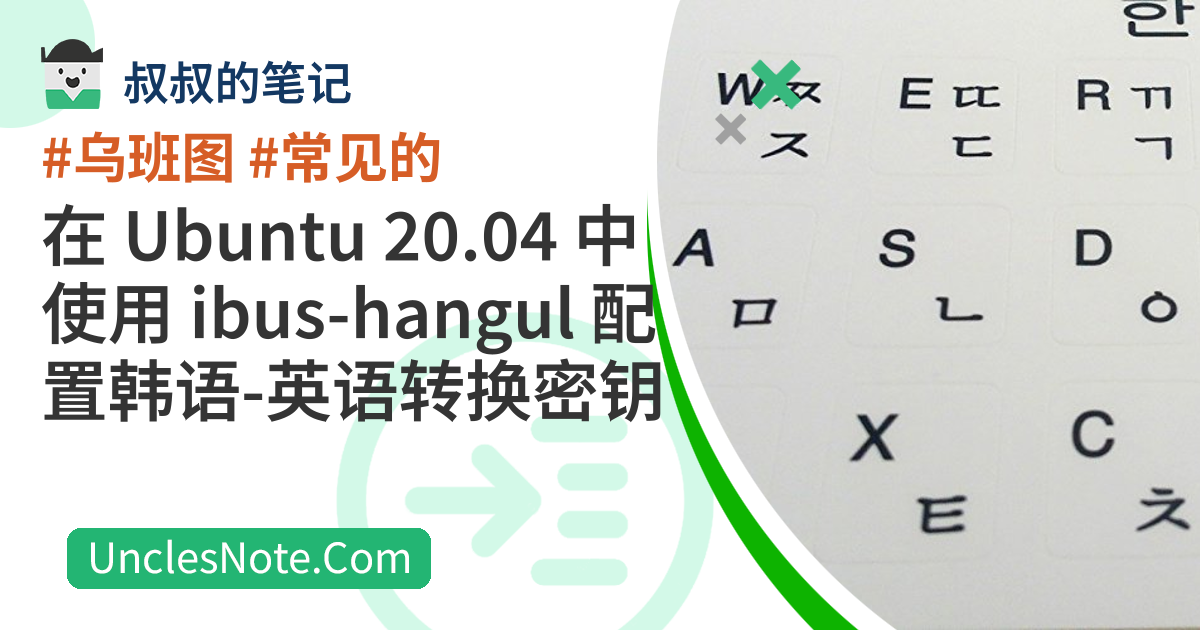 叔叔的笔记
#乌班图 #常见的
在 Ubuntu 20.04 中
使用 ibus-hangul 配
置韩语-英语转换密钥
UnclesNote.Com
한
W ㅉ E ㄸ R ㄲ
ㅈ ㄷ ㄱ
A S D
ㅁ ㄴ ㅇ
X C
ㅌ ㅊ